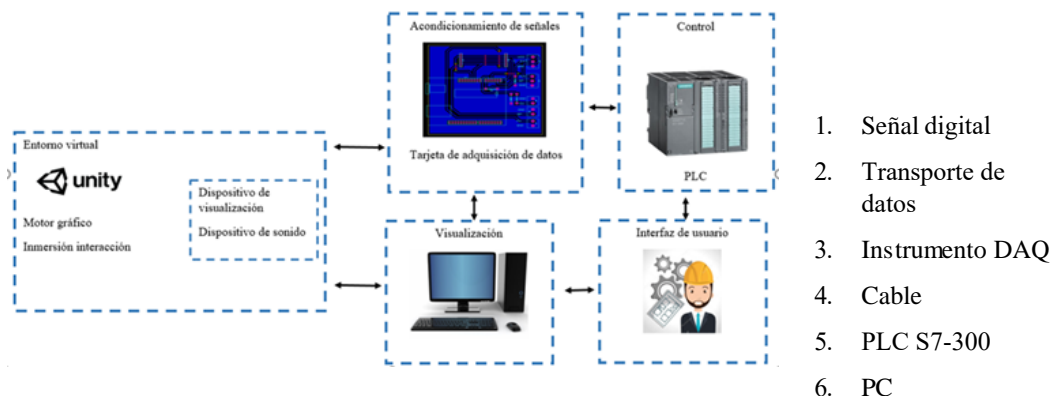 Entorno virtual
unity
Motor gráfico
Inmersión interacción
Dispositivo de
visualización
Dispositivo de sonido
Acondicionamiento de señales
Tarjeta de adquisición de datos
Control
PLC
Visualización
Interfaz de usuario
1. Señal digital
2. Transporte de
datos
3. Instrumento DAQ
4. Cable
5. PLC S7-300
6. PC